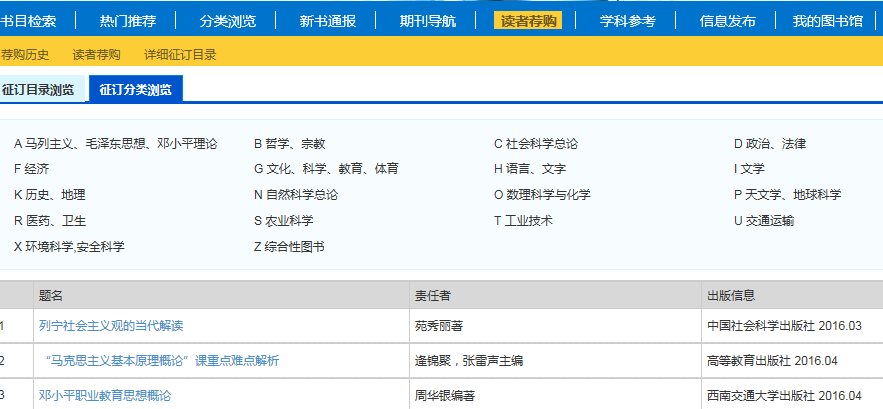 书目检索 热门推荐 分类浏览 新书通报 期刊导航 读者荐购 学科参考 信息发布 我的图书馆
荐购历史 读者荐购 详细征订目录
征订目录浏览 征订分类浏览
A 马列主义、毛泽东思想、邓小平理论 B 哲学、宗教 C 社会科学总论 D 政治、法律
F 经济 G 文化、科学、教育、体育 H 语言、文字 I 文学
K 历史、地理 N 自然科学总论 O 数理科学与化学 P 天文学、地球科学
R 医药、卫生 S 农业科学 T 工业技术 U 交通运输
X 环境科学,安全科学 Z 综合性图书
题名 责任者 出版信息
1 列宁社会主义观的当代解读 苑秀丽著 中国社会科学出版社 2016.03
2 “马克思主义基本原理概论”课重点难点解析 逄锦聚，张雷声主编 高等教育出版社 2016.04
3 邓小平职业教育思想概论 周华银编著 西南交通大学出版社 2016.04